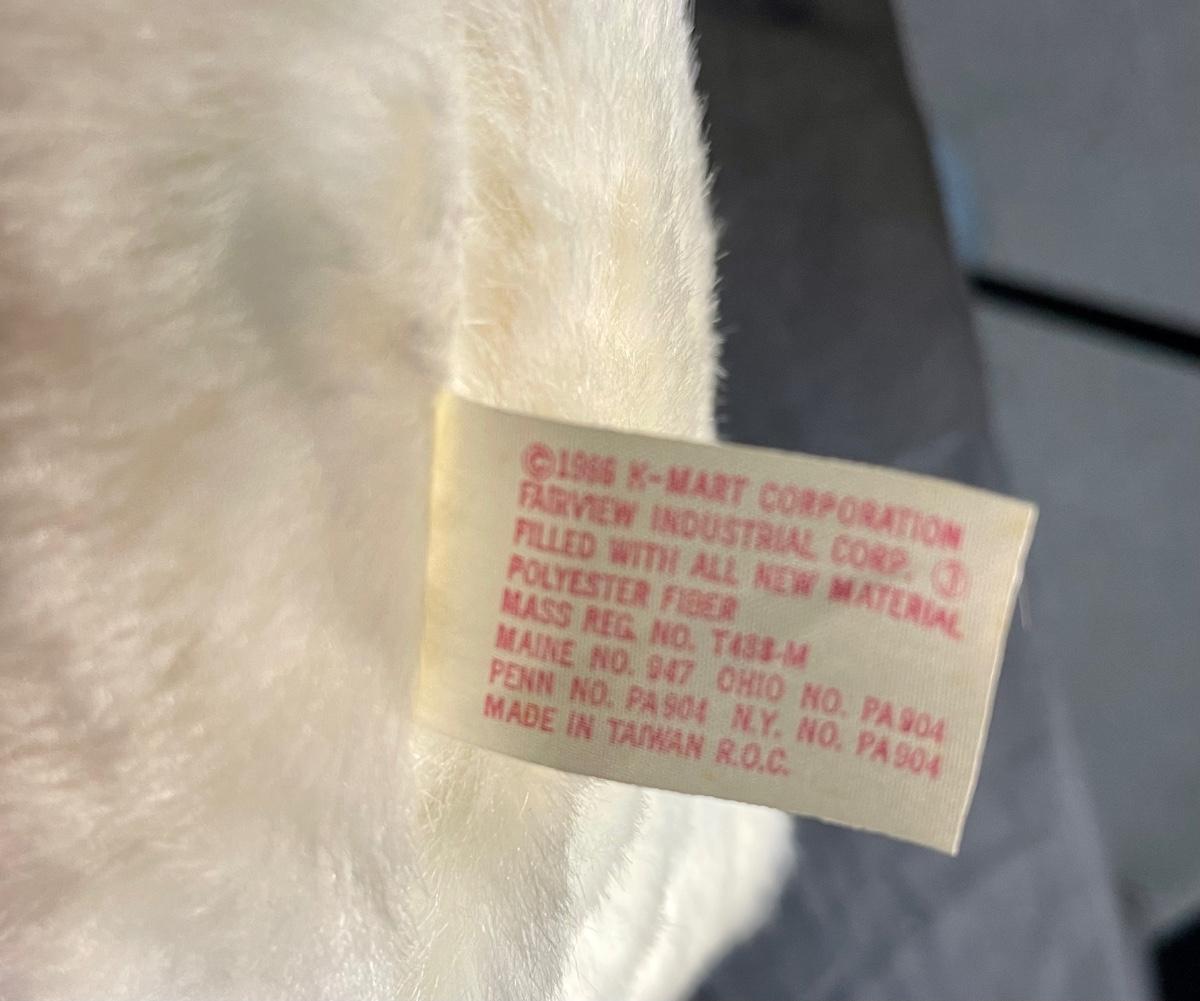 ©1986 K-MART CORPORATION
FAIRVIEW INDUSTRIAL CORP. ①
FILLED WITH ALL NEW MATERIAL
POLYESTER FIBER
MASS REG. NO. T488-M
MAINE NO. 947 OHIO NO. PA904
PENN NO. PA904 N.Y. NO. PA904
MADE IN TAIWAN R.O.C.